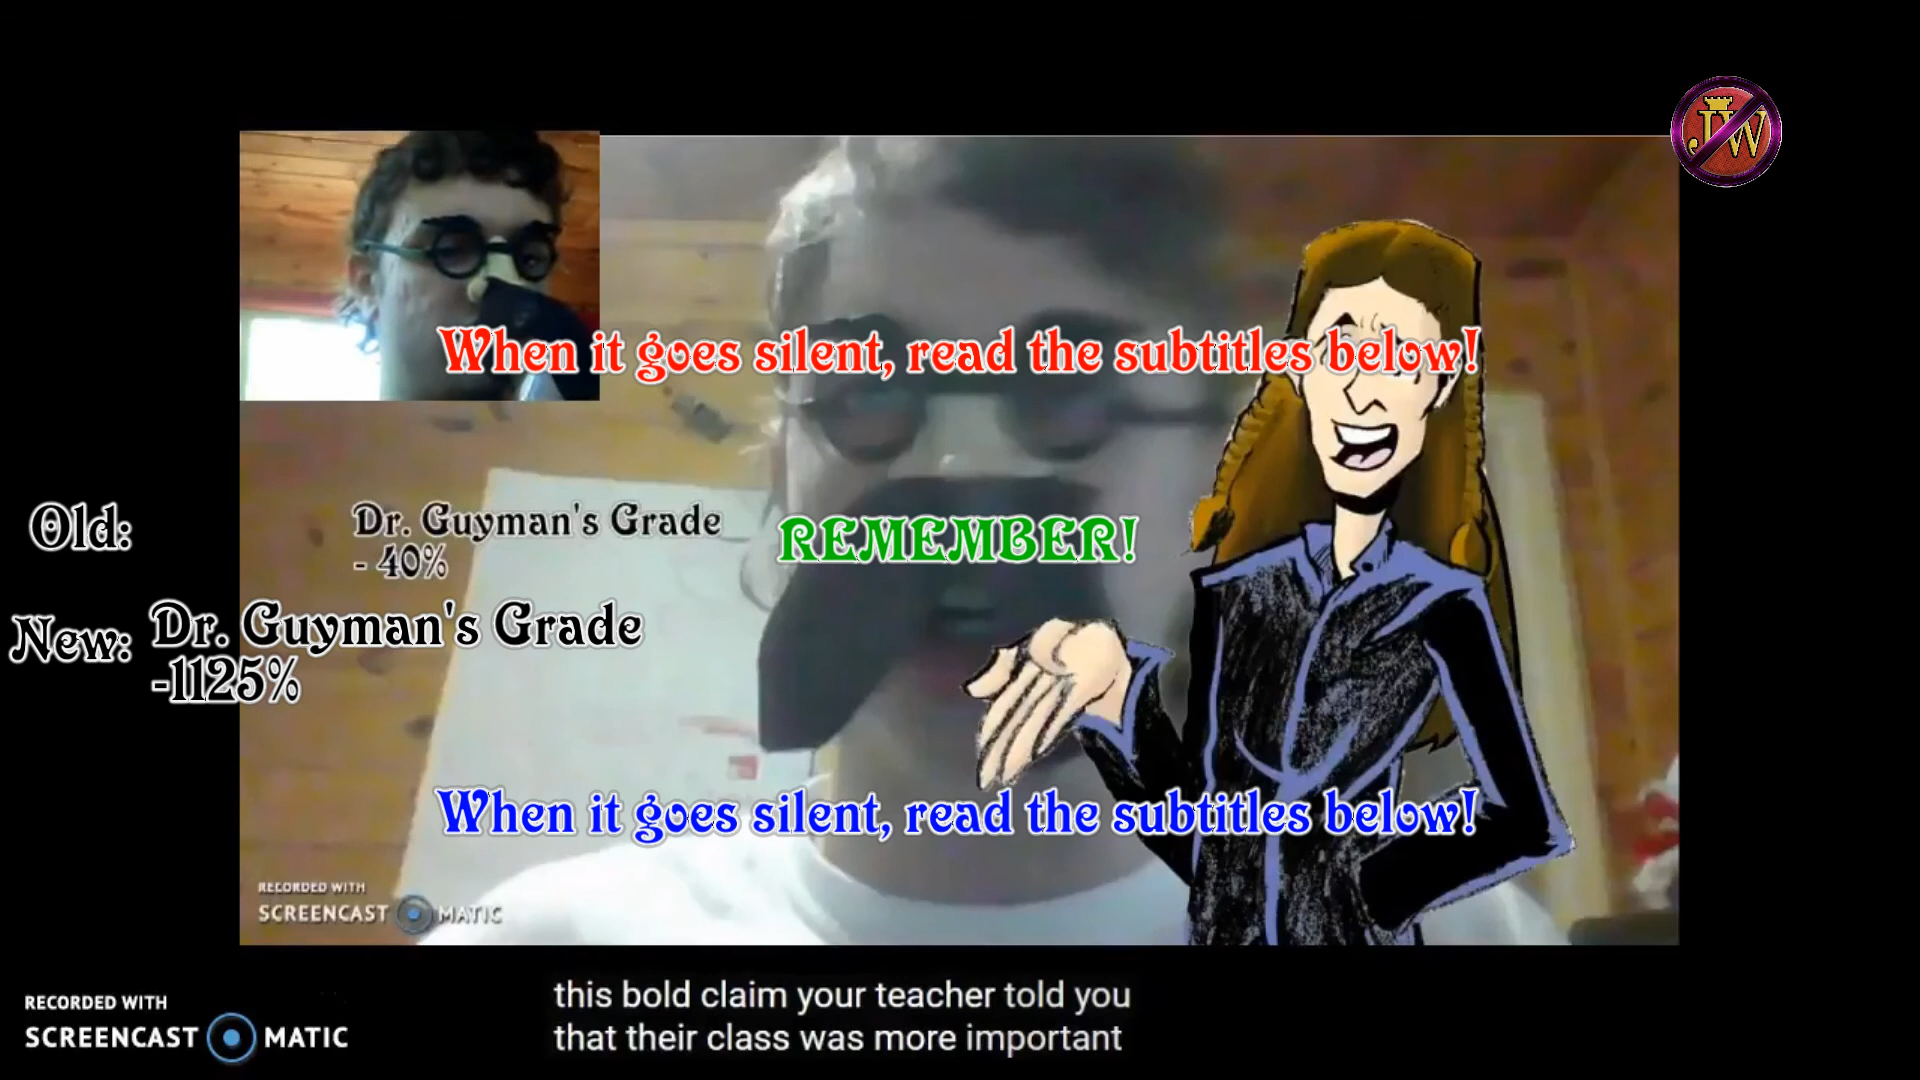 JW
When it goes silent, read the subtitles below!
Old:
Dr. Guyman's Grade
- 40%
REMEMBER!
New:
Dr. Guyman's Grade
-1125%
When it goes silent, read the subtitles below!
RECORDED WITH
SCREENCAST MATIC
this bold claim your teacher told you
that their class was more important
RECORDED WITH
SCREENCAST MATIC